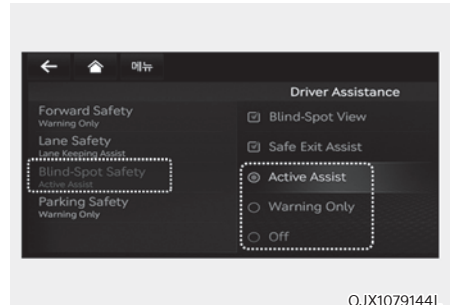 메뉴
Driver Assistance
Forward Safety
Warning Only
Lane Safety
Lane Keeping Assist
Blind-Spot Safety
Active Assist
Parking Safety
Warning Only
Blind-Spot View
Safe Exit Assist
Active Assist
Warning Only
Off
OJX1079144L